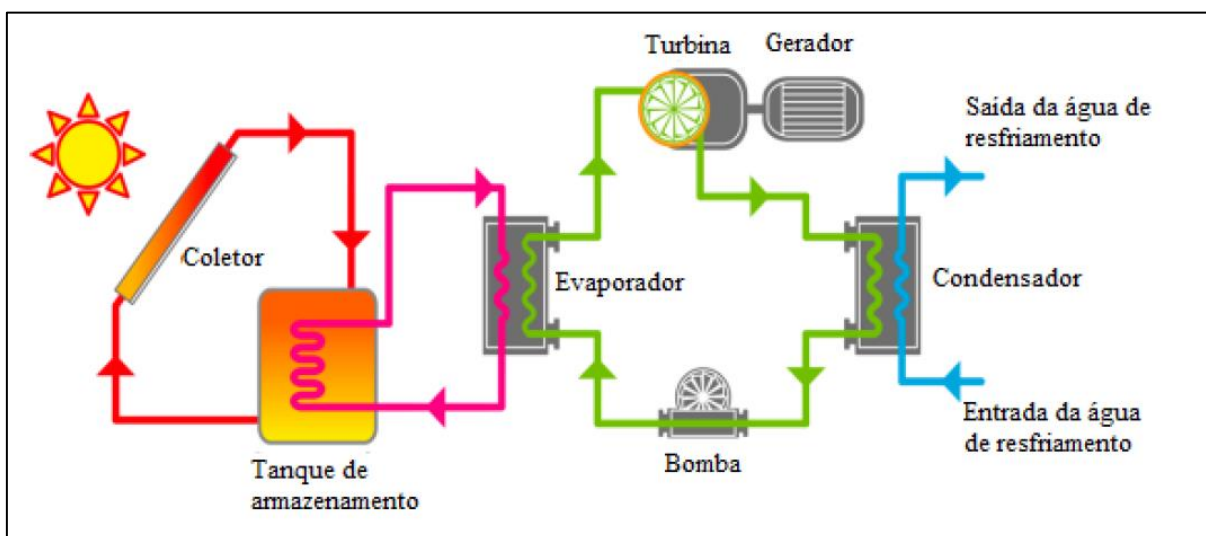 Turbina
Gerador
Saída da água de
resfriamento
Coletor
Evaporador
Condensador
Tanque de
armazenamento
Bomba
Entrada da água
de resfriamento